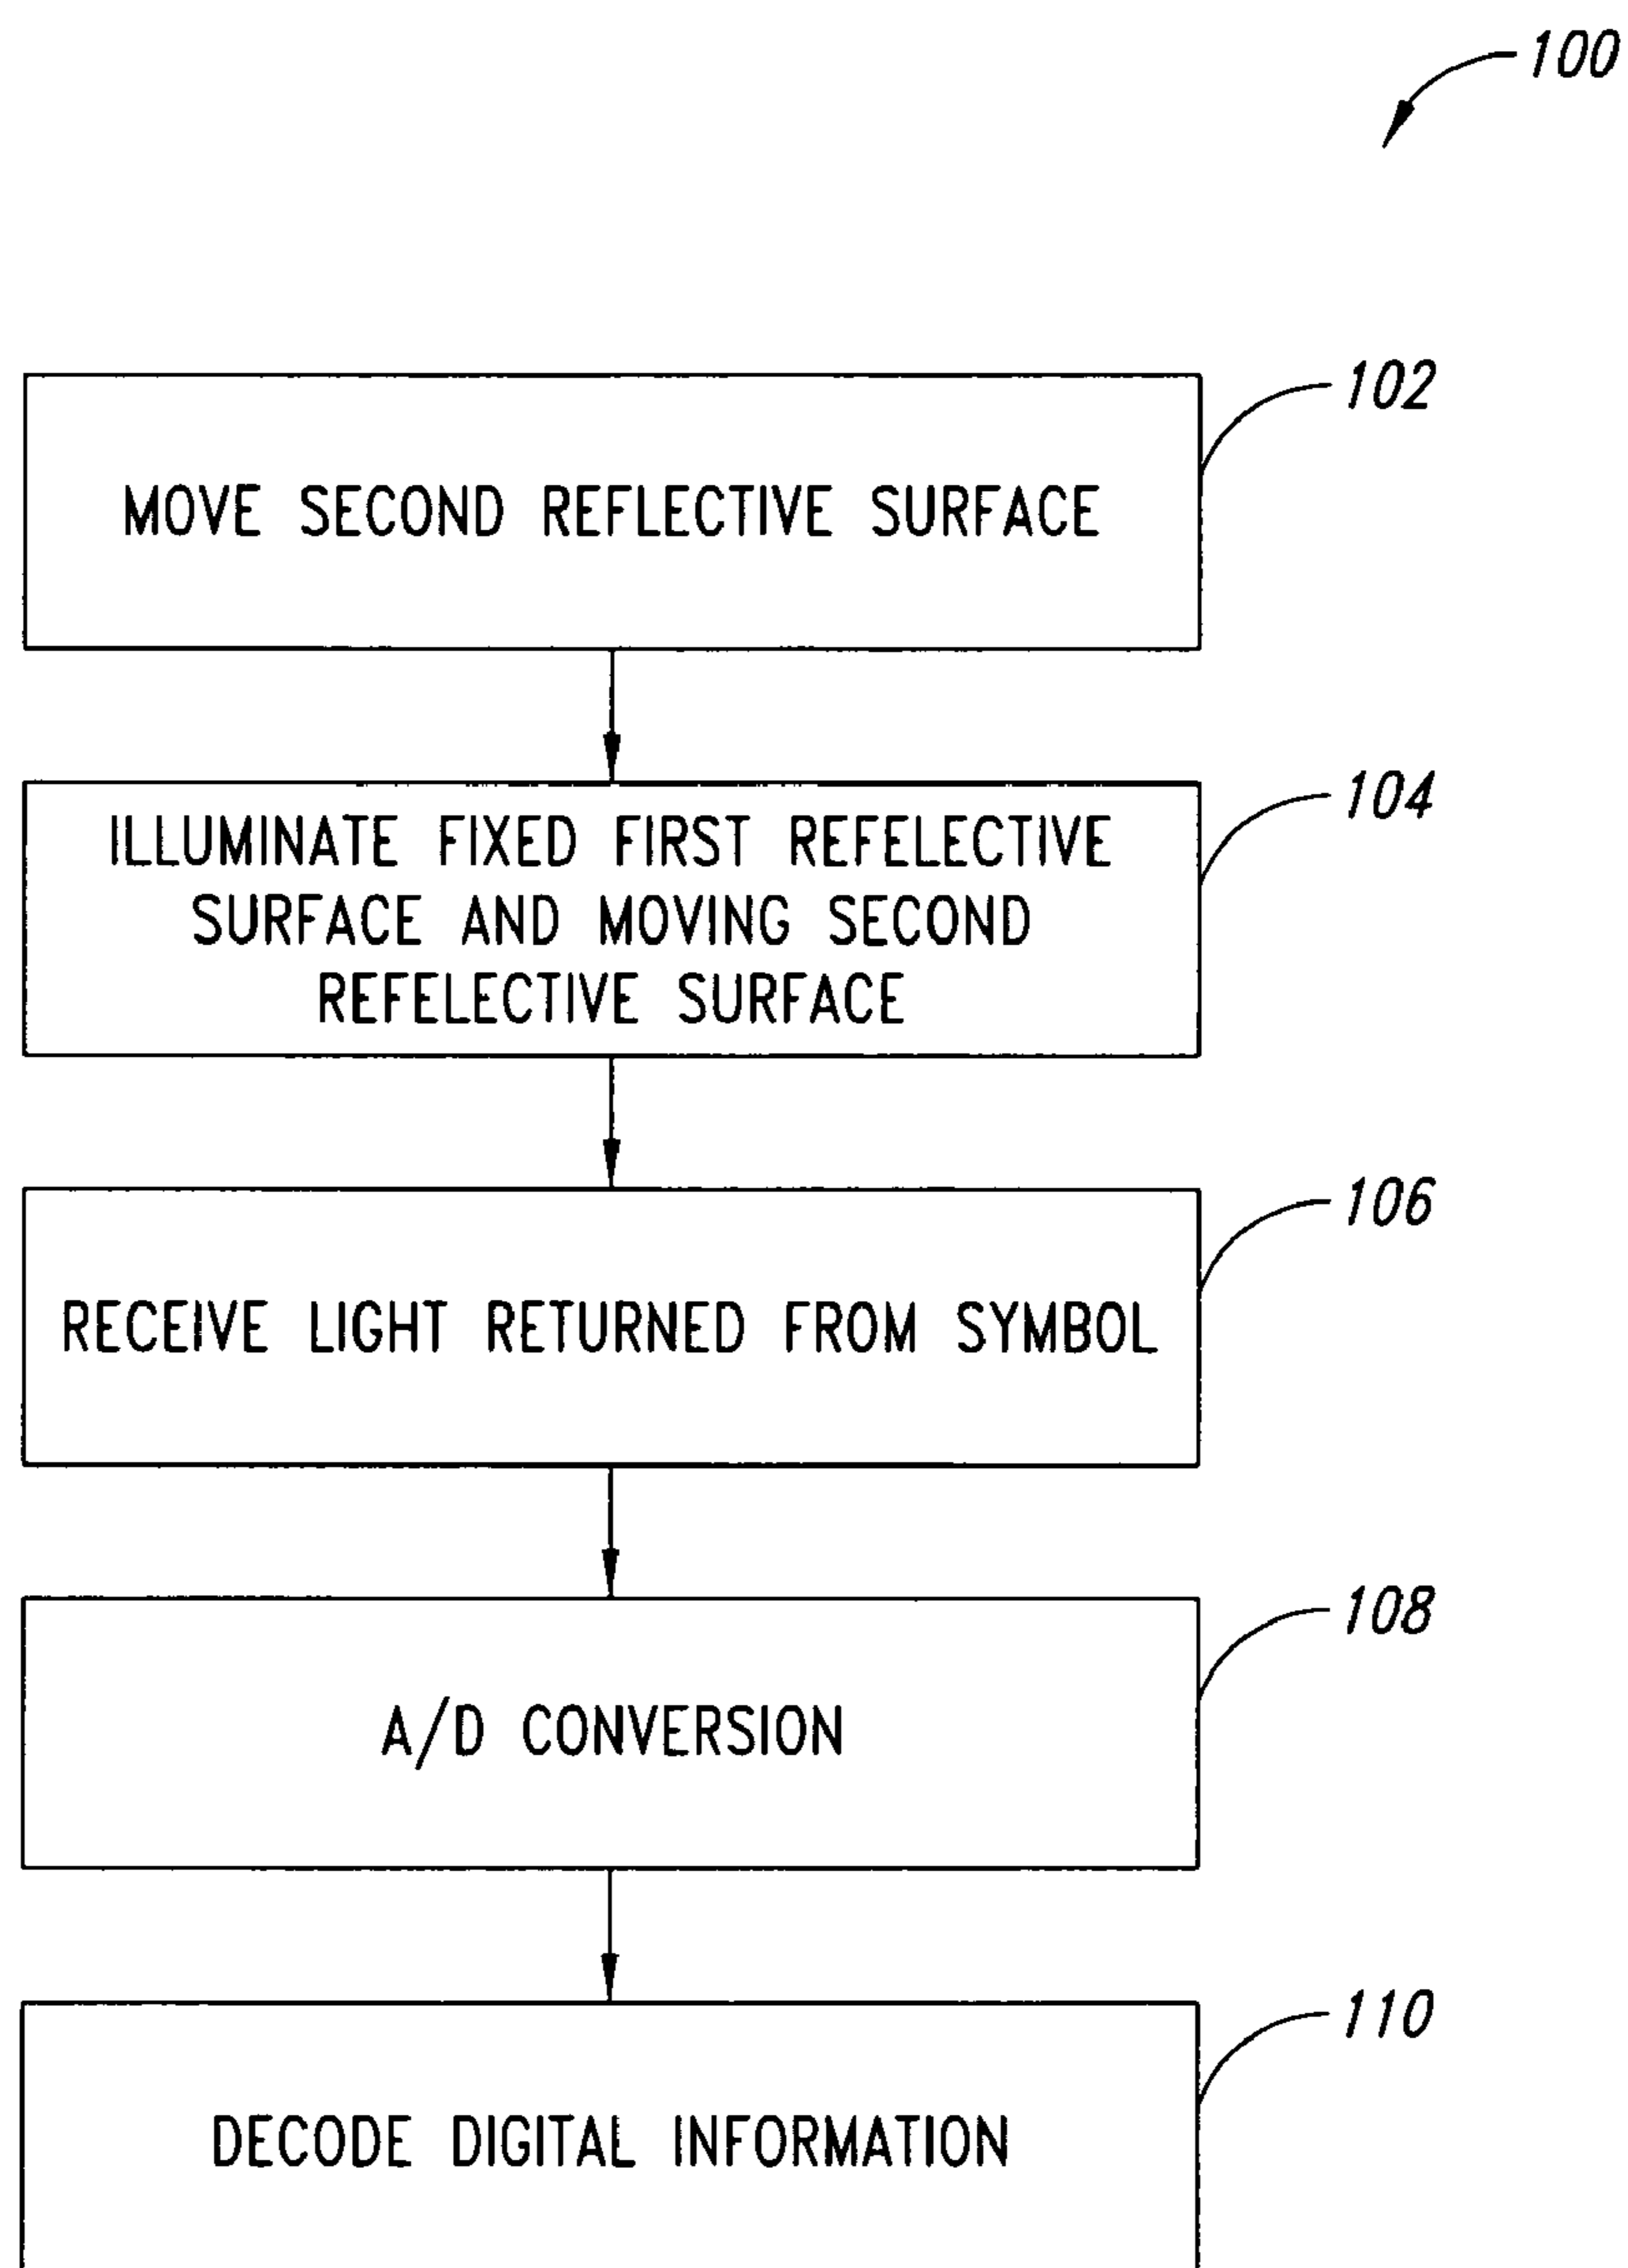 100
102
MOVE SECOND REFLECTIVE SURFACE
104
ILLUMINATE FIXED FIRST REFELECTIVE
SURFACE AND MOVING SECOND
REFELECTIVE SURFACE
106
RECEIVE LIGHT RETURNED FROM SYMBOL
108
A/D CONVERSION
110
DECODE DIGITAL INFORMATION